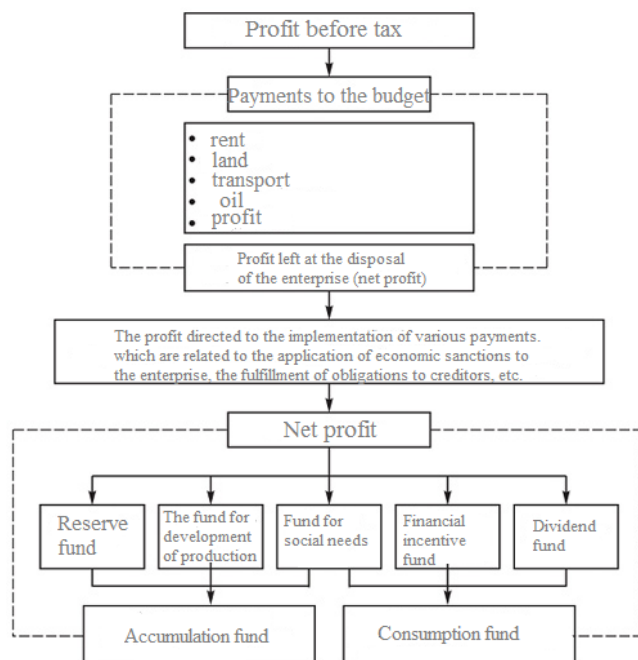 Profit before tax
Payments to the budget
• rent
• land
• transport
• oil
• profit
Profit left at the disposal
of the enterprise (net profit)
The profit directed to the implementation of various payments.
which are related to the application of economic sanctions to
the enterprise, the fulfillment of obligations to creditors, etc.
Net profit
Reserve
fund
The fund for
development
of production
Fund for
social needs
Financial
incentive
fund
Dividend
fund
Accumulation fund
Consumption fund